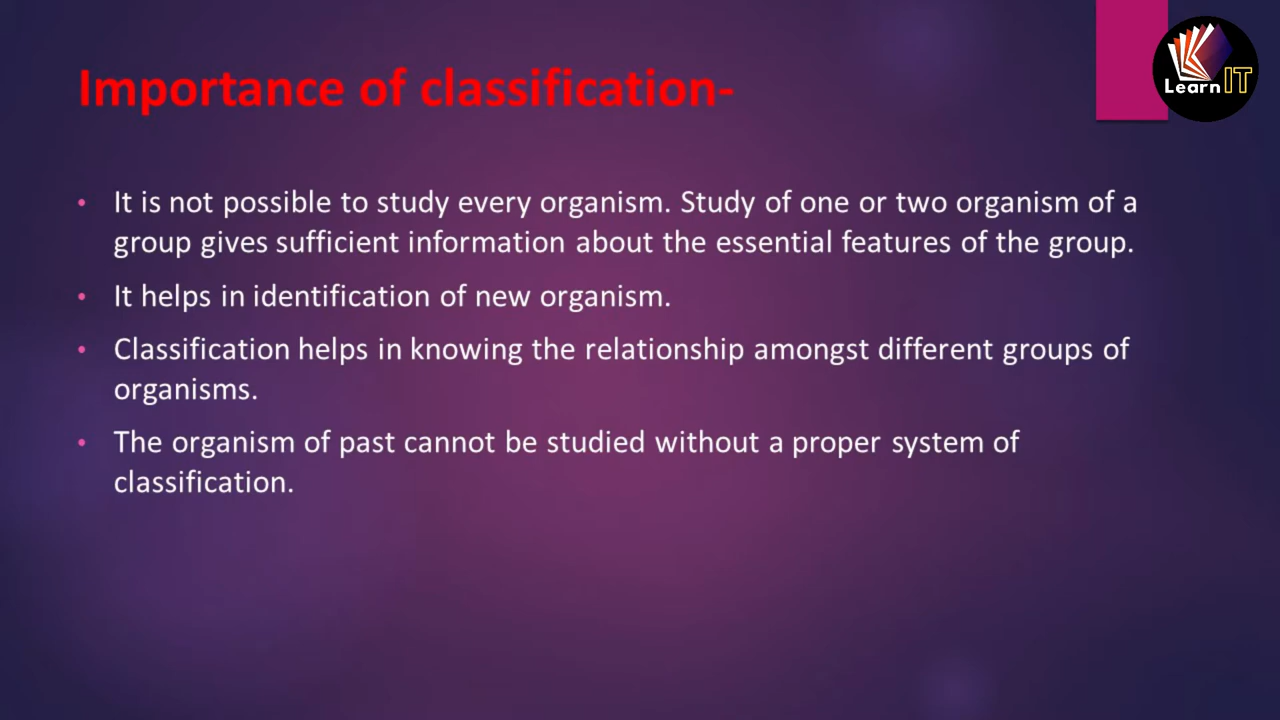 Importance of classification-
LearnIT
• It is not possible to study every organism. Study of one or two organism of a
group gives sufficient information about the essential features of the group.
• It helps in identification of new organism.
• Classification helps in knowing the relationship amongst different groups of
organisms.
• The organism of past cannot be studied without a proper system of
classification.